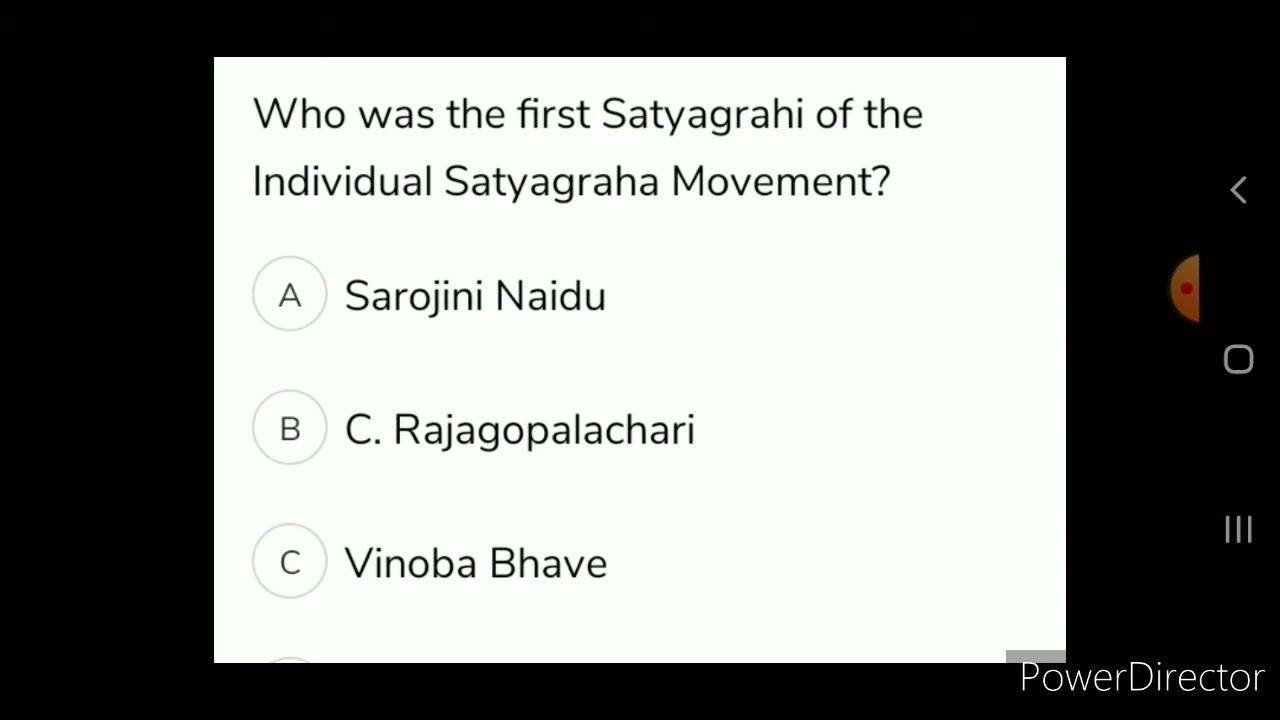 Who was the first Satyagrahi of the
Individual Satyagraha Movement?
A Sarojini Naidu
B C. Rajagopalachari
C Vinoba Bhave
PowerDirector